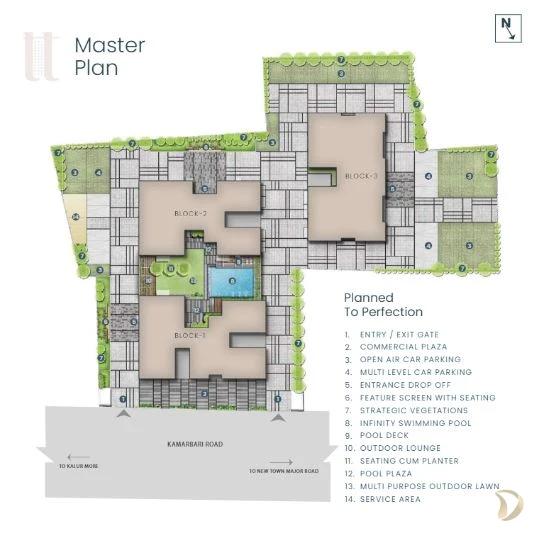 Master
Plan
N
BLOCK-3
BLOCK-2
BLOCK-1
KAMARBARI ROAD
TO KALUR MORE
TO NEW TOWN MAJOR ROAD
Planned
To Perfection
1. ENTRY / EXIT GATE
2. COMMERCIAL PLAZA
3. OPEN AIR CAR PARKING
4. MULTI LEVEL CAR PARKING
5. ENTRANCE DROP OFF
6. FEATURE SCREEN WITH SEATING
7. STRATEGIC VEGETATIONS
8. INFINITY SWIMMING POOL
9. POOL DECK
10. OUTDOOR LOUNGE
11. SEATING CUM PLANTER
12. POOL PLAZA
13. MULTI PURPOSE OUTDOOR LAWN
14. SERVICE AREA